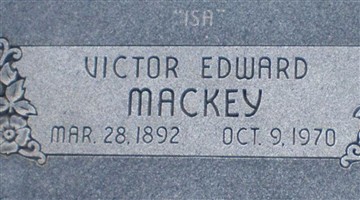 "ISA"
VICTOR EDWARD
MACKEY
MAR. 28, 1892 OCT. 9, 1970